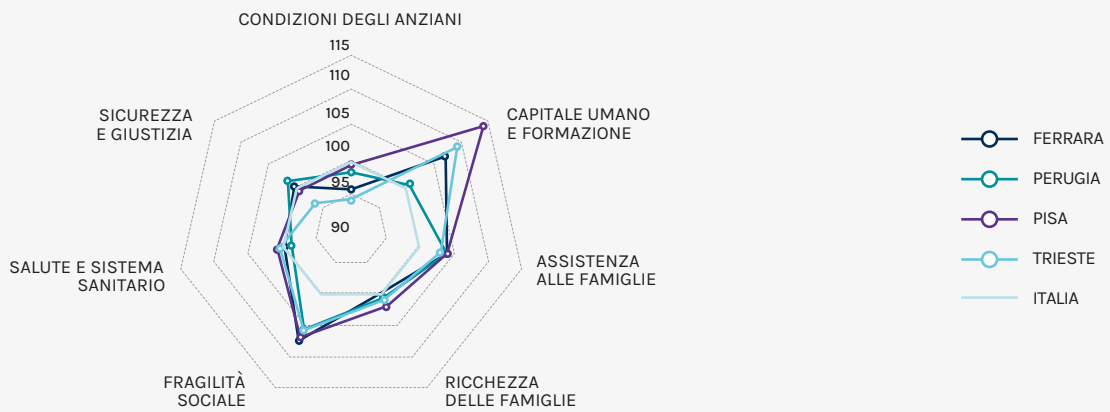 CONDIZIONI DEGLI ANZIANI
115
110
105
100
95
90
CAPITALE UMANO
E FORMAZIONE
ASSISTENZA
ALLE FAMIGLIE
RICCHEZZA
DELLE FAMIGLIE
FRAGILITÀ
SOCIALE
SALUTE E SISTEMA
SANITARIO
SICUREZZA
E GIUSTIZIA
FERRARA
PERUGIA
PISA
TRIESTE
ITALIA